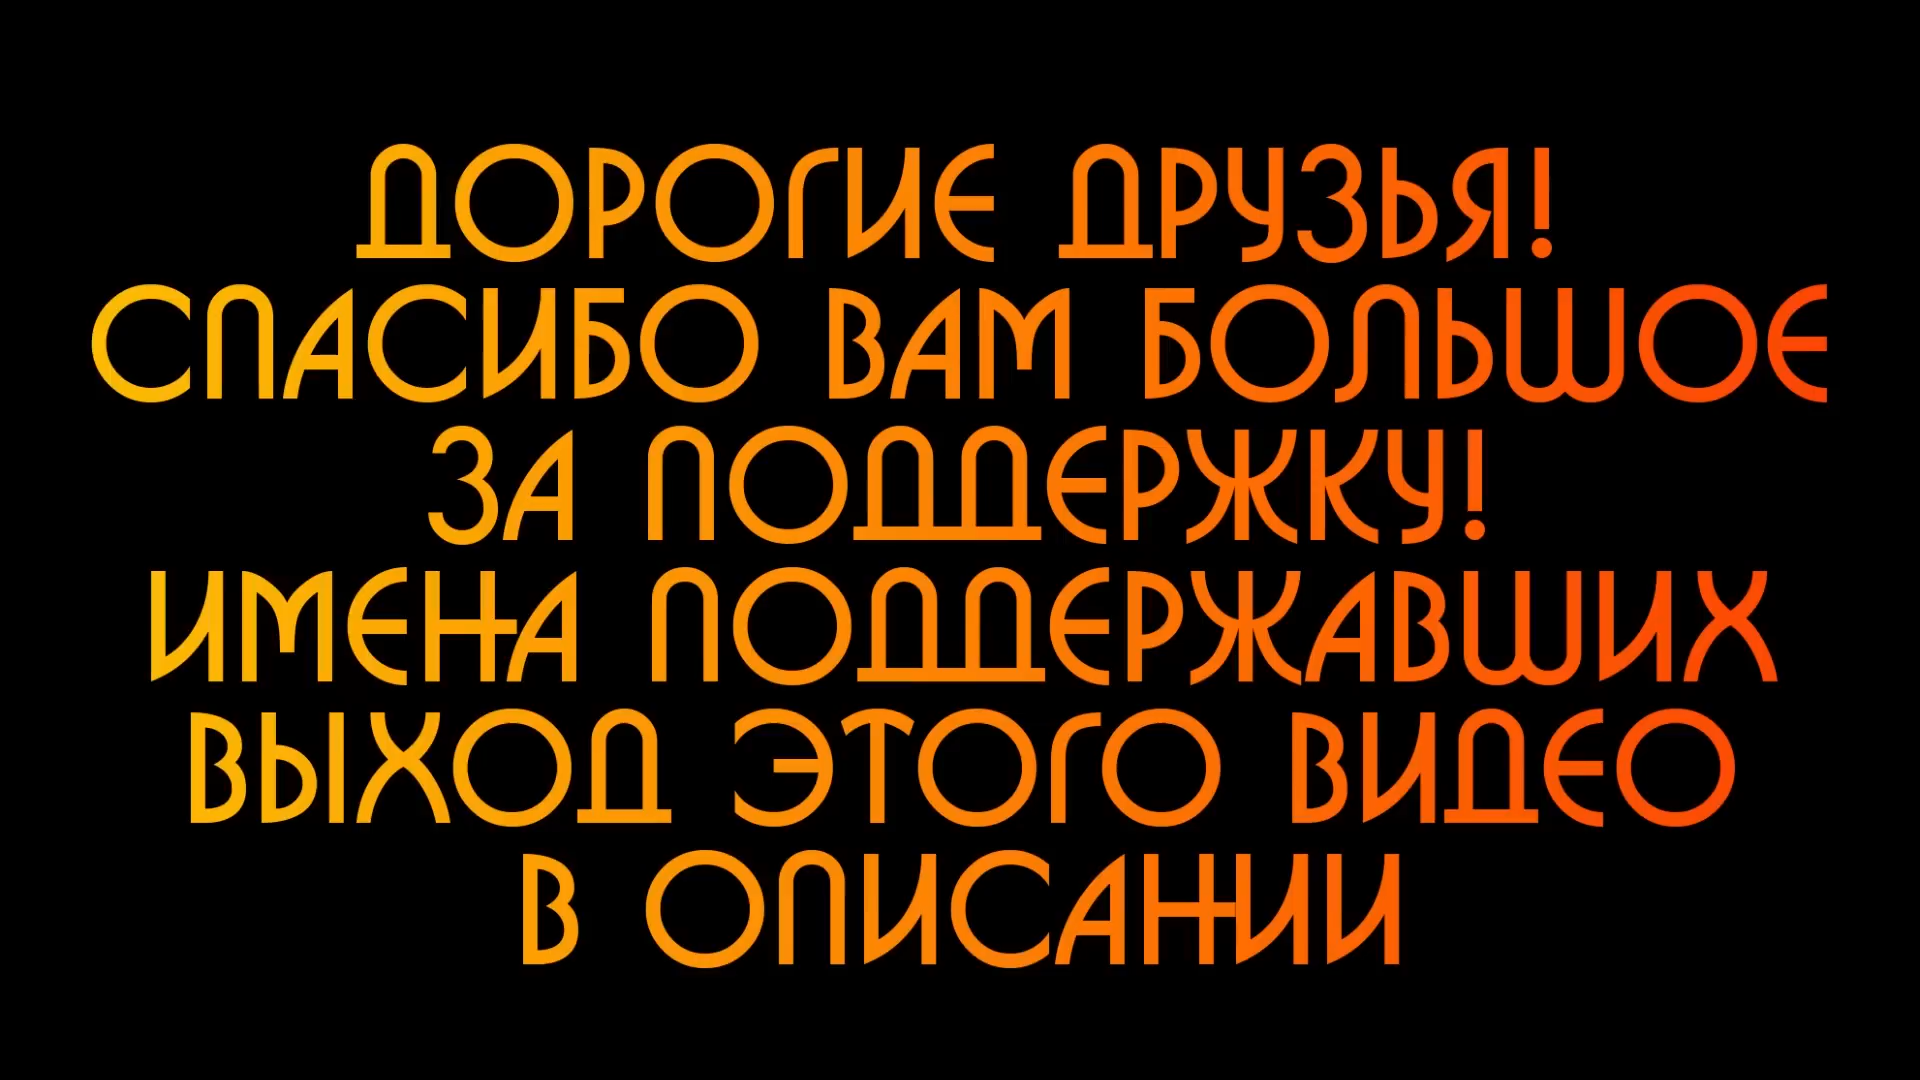 ДОРОГИЕ ДРУЗЬЯ!
СПАСИБО ВАМ БОЛЬШОЕ
ЗА ПОДДЕРЖКУ!
ИМЕНА ПОДДЕРЖАВШИХ
ВЫХОД ЭТОГО ВИДЕО
В ОПИСАНИИ